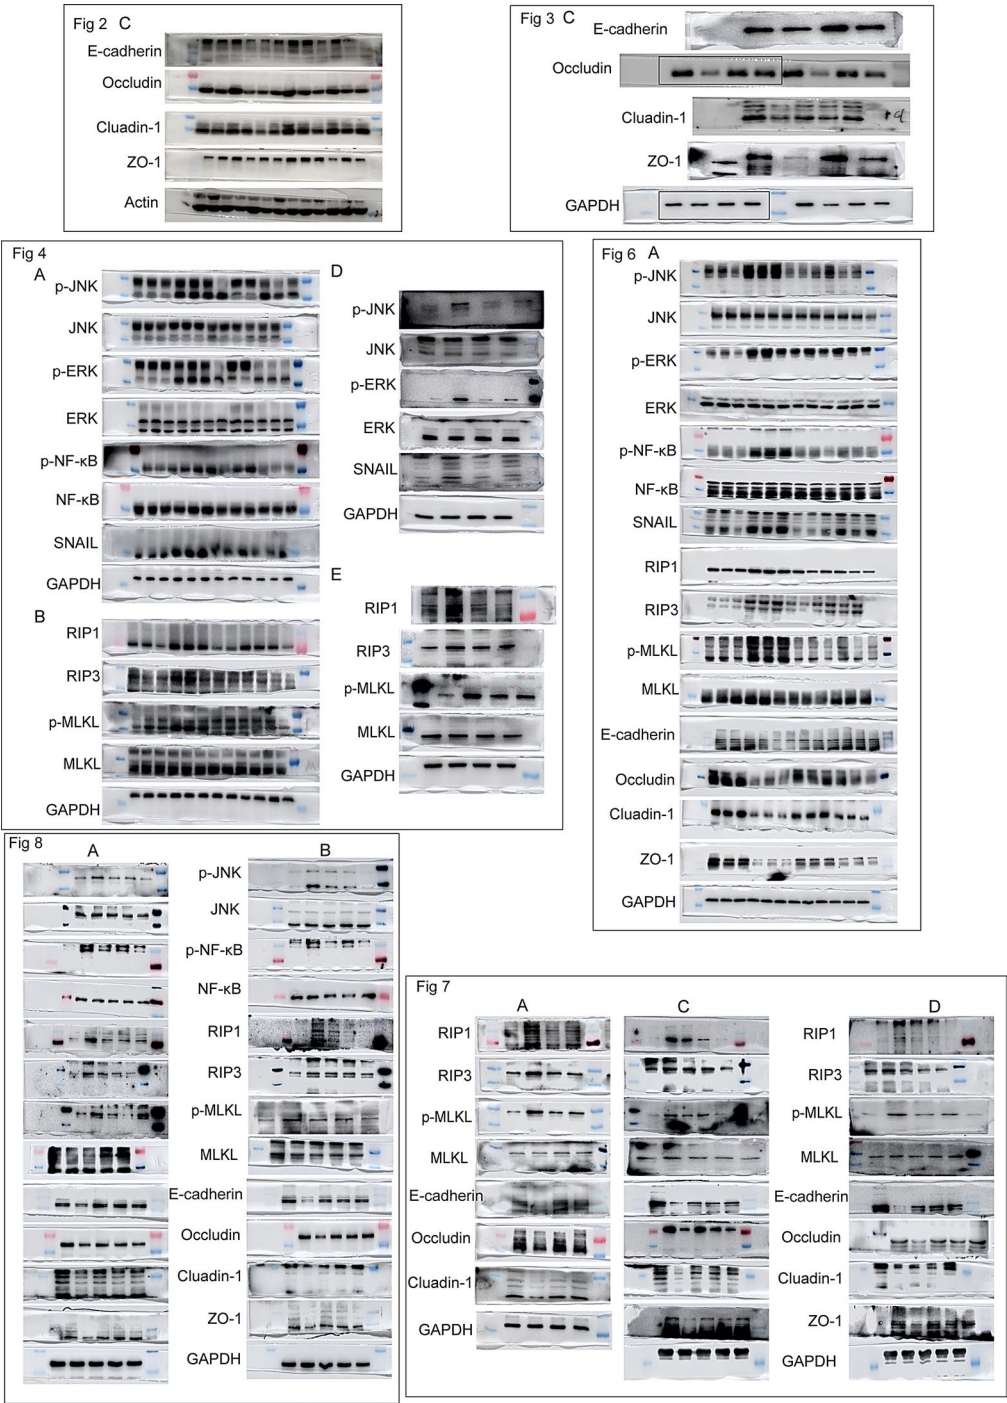 Fig 2 C
E-cadherin
Occludin
Cluadin-1
ZO-1
Actin
Fig 3 C
E-cadherin
Occludin
Cluadin-1
ZO-1
GAPDH
Fig 4
A
p-JNK
JNK
p-ERK
ERK
p-NF-κB
NF-κB
SNAIL
GAPDH
B
RIP1
RIP3
p-MLKL
MLKL
GAPDH
D
p-JNK
JNK
p-ERK
ERK
SNAIL
GAPDH
E
RIP1
RIP3
p-MLKL
MLKL
GAPDH
Fig 6 A
p-JNK
JNK
p-ERK
ERK
p-NF-κB
NF-κB
SNAIL
RIP1
RIP3
p-MLKL
MLKL
E-cadherin
Occludin
Cluadin-1
ZO-1
GAPDH
Fig 8
A B
p-JNK
JNK
p-NF-κB
NF-κB
RIP1
RIP3
p-MLKL
MLKL
E-cadherin
Occludin
Cluadin-1
ZO-1
GAPDH
Fig 7
A C D
RIP1 RIP1
RIP3 RIP3
p-MLKL p-MLKL
MLKL MLKL
E-cadherin E-cadherin
Occludin Occludin
Cluadin-1 Cluadin-1
ZO-1
GAPDH GAPDH